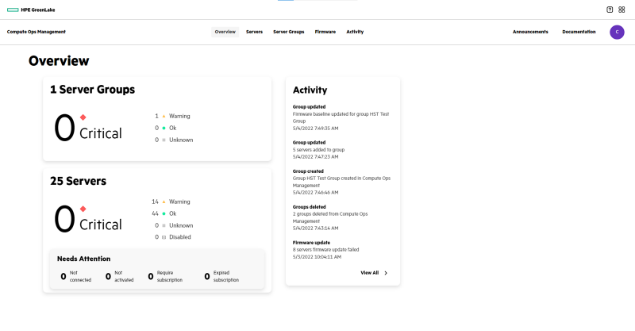 HPE GreenLake
Compute Ops Management
Overview Servers Server Groups Firmware Activity
Announcements Documentation C
Overview
1 Server Groups
0 Critical
1 Warning
0 Ok
0 Unknown
25 Servers
0 Critical
14 Warning
44 Ok
0 Unknown
0 Disabled
Needs Attention
0 Not connected
0 Not activated
0 Require subscription
0 Expired subscription
Activity
Group updated
Firmware baseline updated for group HST Test
Group
5/4/2022 7:49:35 AM
Group updated
5 servers added to group
5/4/2022 7:47:23 AM
Group created
Group HST Test Group created in Compute Ops
Management
5/4/2022 7:46:46 AM
Groups deleted
2 groups deleted from Compute Ops
Management
5/4/2022 7:43:14 AM
Firmware update
8 servers firmware update failed
5/3/2022 10:04:11 AM
View All